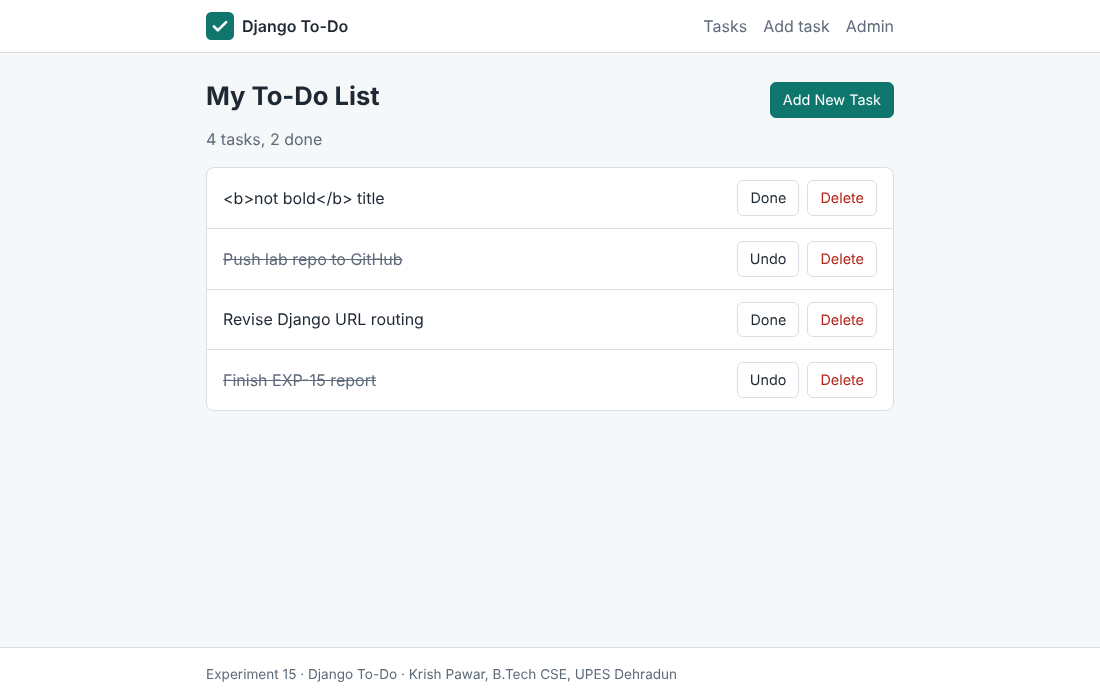 Django To-Do Tasks Add task Admin
My To-Do List
Add New Task
4 tasks, 2 done
<b>not bold</b> title Done Delete
Push lab repo to GitHub Undo Delete
Revise Django URL routing Done Delete
Finish EXP-15 report Undo Delete
Experiment 15 · Django To-Do · Krish Pawar, B.Tech CSE, UPES Dehradun